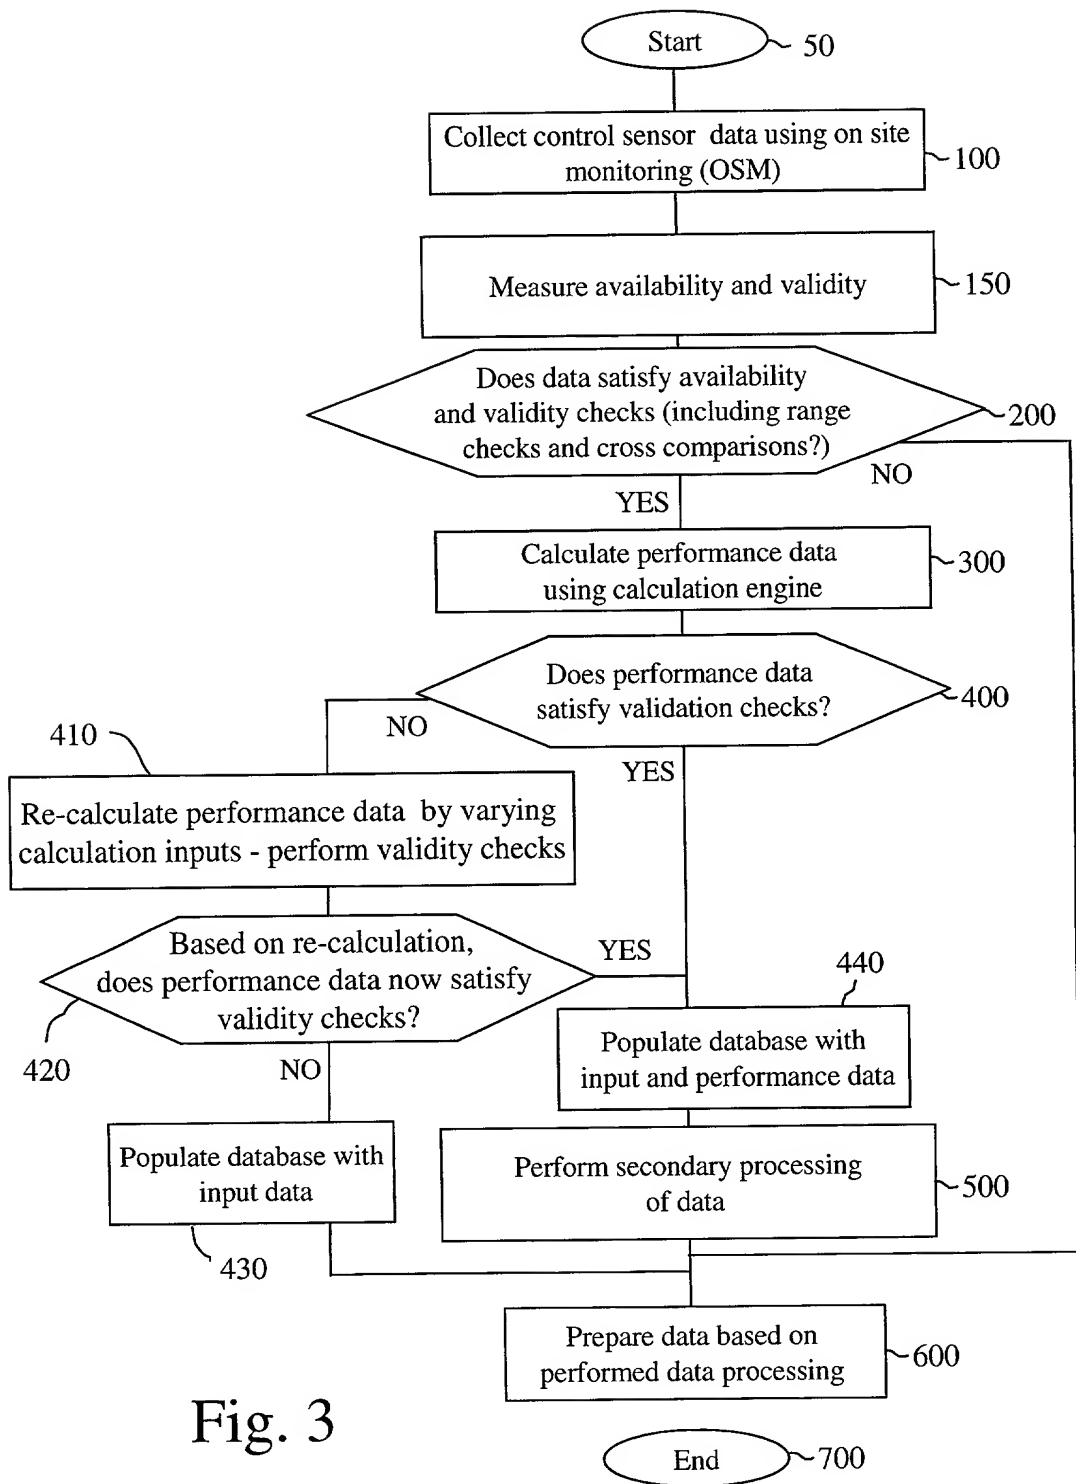 Start
50
Collect control sensor data using on site
monitoring (OSM)
100
Measure availability and validity
150
Does data satisfy availability
and validity checks (including range
checks and cross comparisons?)
200
NO
YES
Calculate performance data
using calculation engine
300
Does performance data
satisfy validation checks?
400
NO
YES
410
Re-calculate performance data by varying
calculation inputs - perform validity checks
Based on re-calculation,
does performance data now satisfy
validity checks?
YES
420
NO
440
Populate database with
input and performance data
Populate database with
input data
430
Perform secondary processing
of data
500
Prepare data based on
performed data processing
600
Fig. 3
End
700